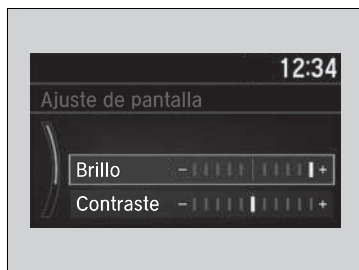 12:34
Ajuste de pantalla
Brillo - +
Contraste - +